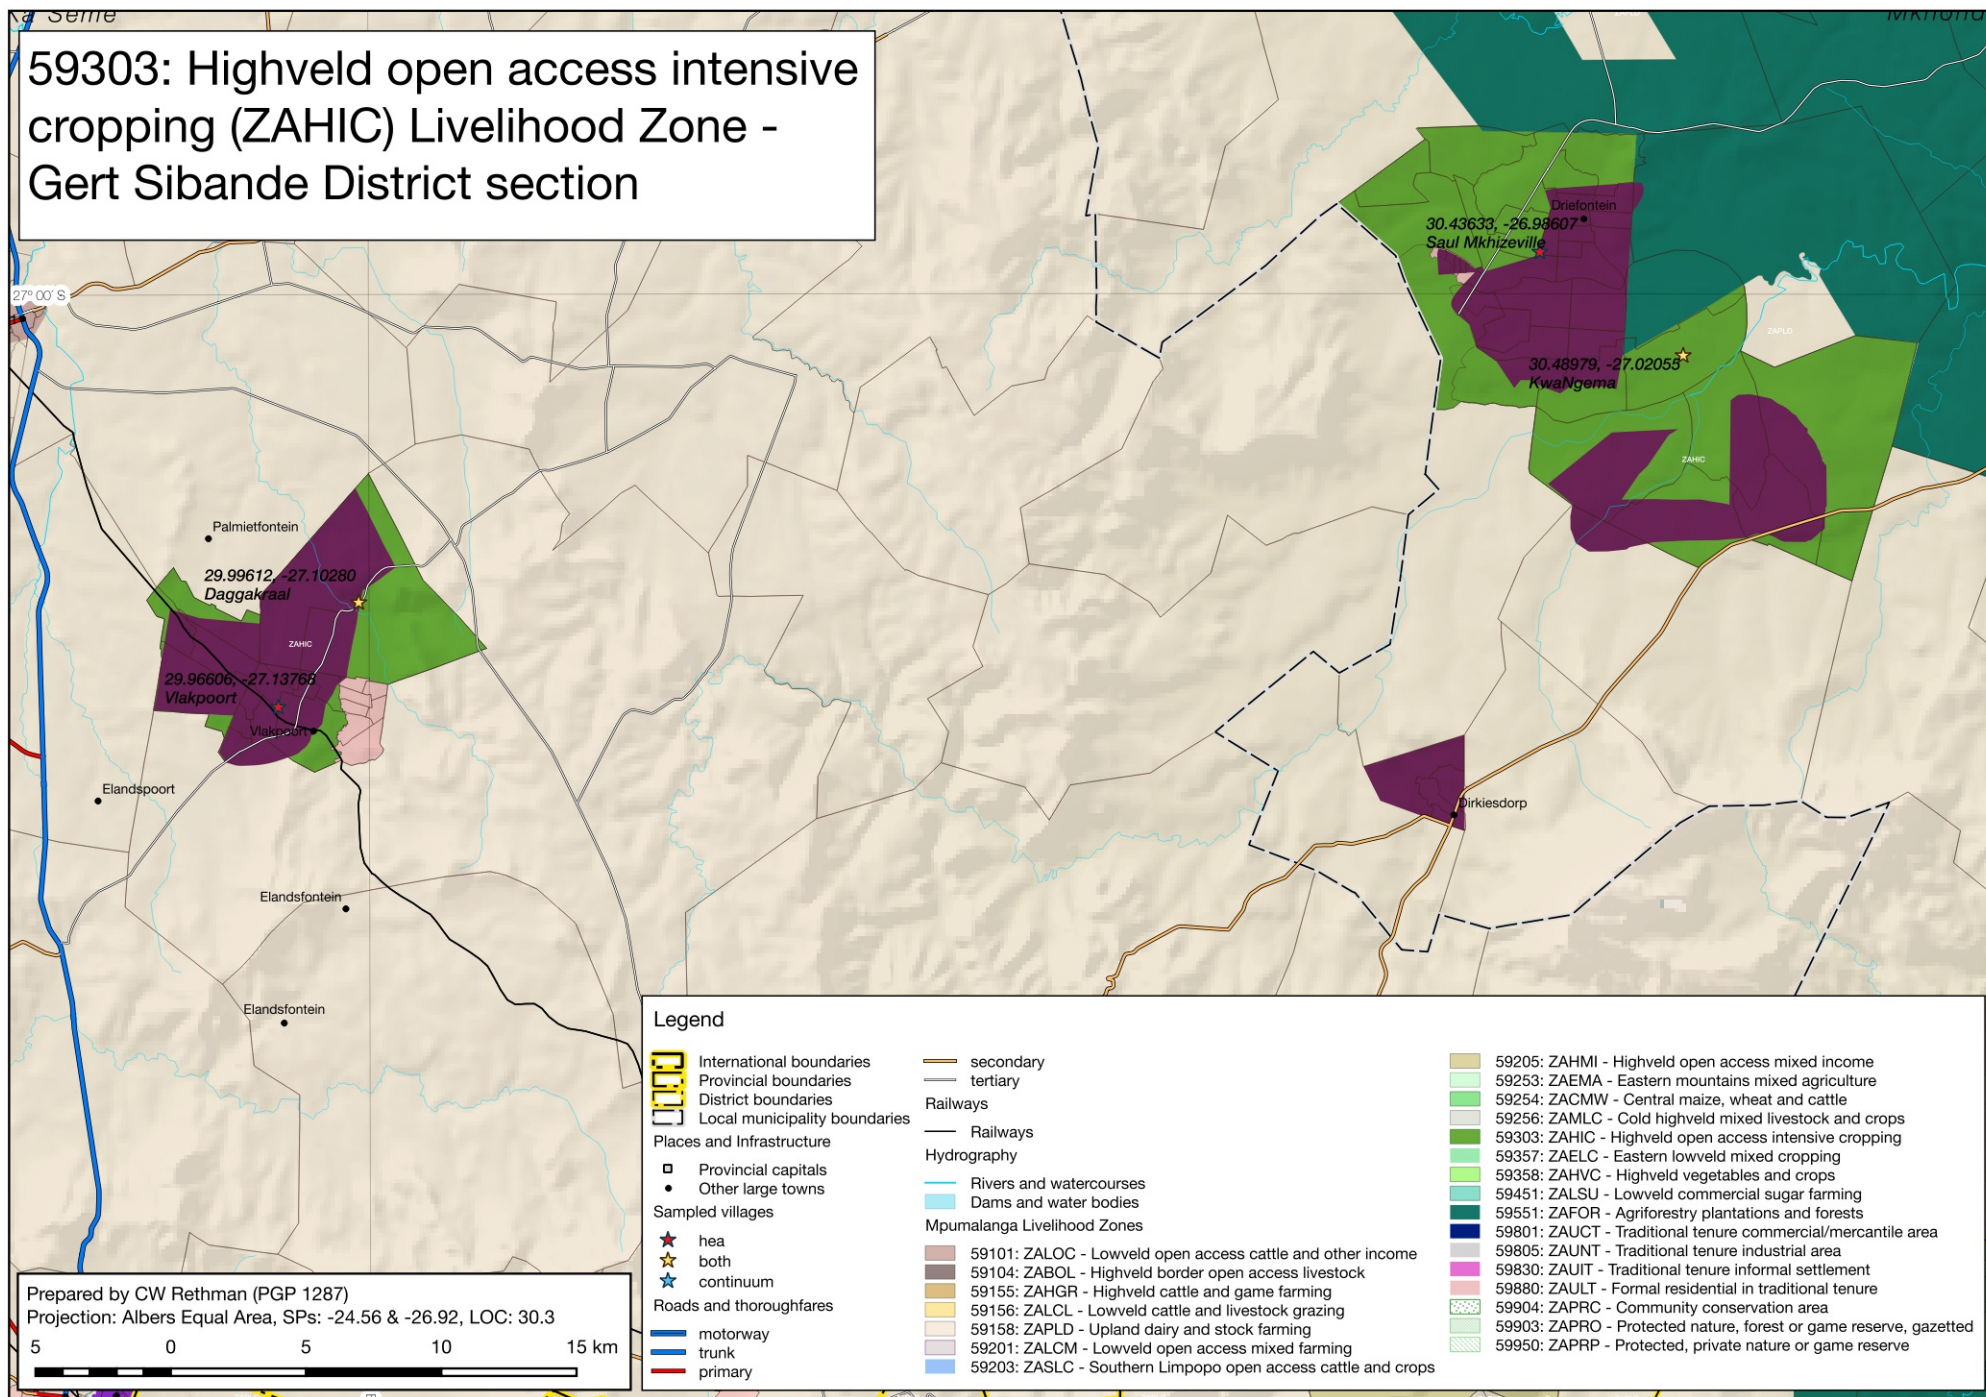 Ka Seme
Mkhondo
59303: Highveld open access intensive
cropping (ZAHIC) Livelihood Zone -
Gert Sibande District section
27° 00' S
Driefontein
30.43633, -26.98607
Saul Mkhizeville
ZAPLD
30.48979, -27.02055
KwaNgema
ZAHIC
Palmietfontein
29.99612, -27.10280
Daggakraal
ZAHIC
29.96606, -27.13768
Vlakpoort
Vlakpoort
Elandspoort
Dirkiesdorp
Elandsfontein
Elandsfontein
Legend
International boundaries
Provincial boundaries
District boundaries
Local municipality boundaries
Places and Infrastructure
Provincial capitals
Other large towns
Sampled villages
hea
both
continuum
Roads and thoroughfares
motorway
trunk
primary
secondary
tertiary
Railways
Railways
Hydrography
Rivers and watercourses
Dams and water bodies
Mpumalanga Livelihood Zones
59101: ZALOC - Lowveld open access cattle and other income
59104: ZABOL - Highveld border open access livestock
59155: ZAHGR - Highveld cattle and game farming
59156: ZALCL - Lowveld cattle and livestock grazing
59158: ZAPLD - Upland dairy and stock farming
59201: ZALCM - Lowveld open access mixed farming
59203: ZASLC - Southern Limpopo open access cattle and crops
59205: ZAHMI - Highveld open access mixed income
59253: ZAEMA - Eastern mountains mixed agriculture
59254: ZACMW - Central maize, wheat and cattle
59256: ZAMLC - Cold highveld mixed livestock and crops
59303: ZAHIC - Highveld open access intensive cropping
59357: ZAELC - Eastern lowveld mixed cropping
59358: ZAHVC - Highveld vegetables and crops
59451: ZALSU - Lowveld commercial sugar farming
59551: ZAFOR - Agriforestry plantations and forests
59801: ZAUCT - Traditional tenure commercial/mercantile area
59805: ZAUNT - Traditional tenure industrial area
59830: ZAUIT - Traditional tenure informal settlement
59880: ZAULT - Formal residential in traditional tenure
59904: ZAPRC - Community conservation area
59903: ZAPRO - Protected nature, forest or game reserve, gazetted
59950: ZAPRP - Protected, private nature or game reserve
Prepared by CW Rethman (PGP 1287)
Projection: Albers Equal Area, SPs: -24.56 & -26.92, LOC: 30.3
5 0 5 10 15 km